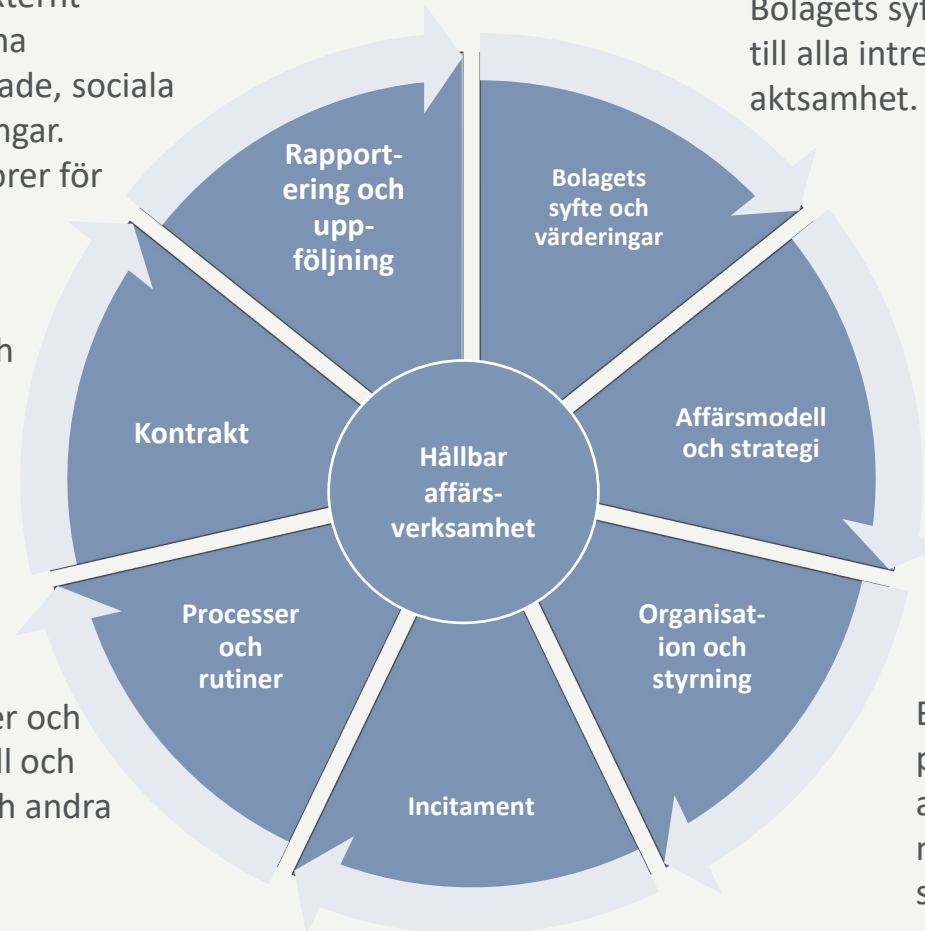 na
ade, sociala
ngar.
orer för
till alla intre
aktsamhet.
Rapport-
ering och
upp-
följning
Bolagets
syfte och
värderingar
Kontrakt
Affärsmodell
och strategi
Hållbar
affärs-
verksamhet
Processer
och
rutiner
Organisat-
ion och
styrning
Incitament
er och
ll och
h andra